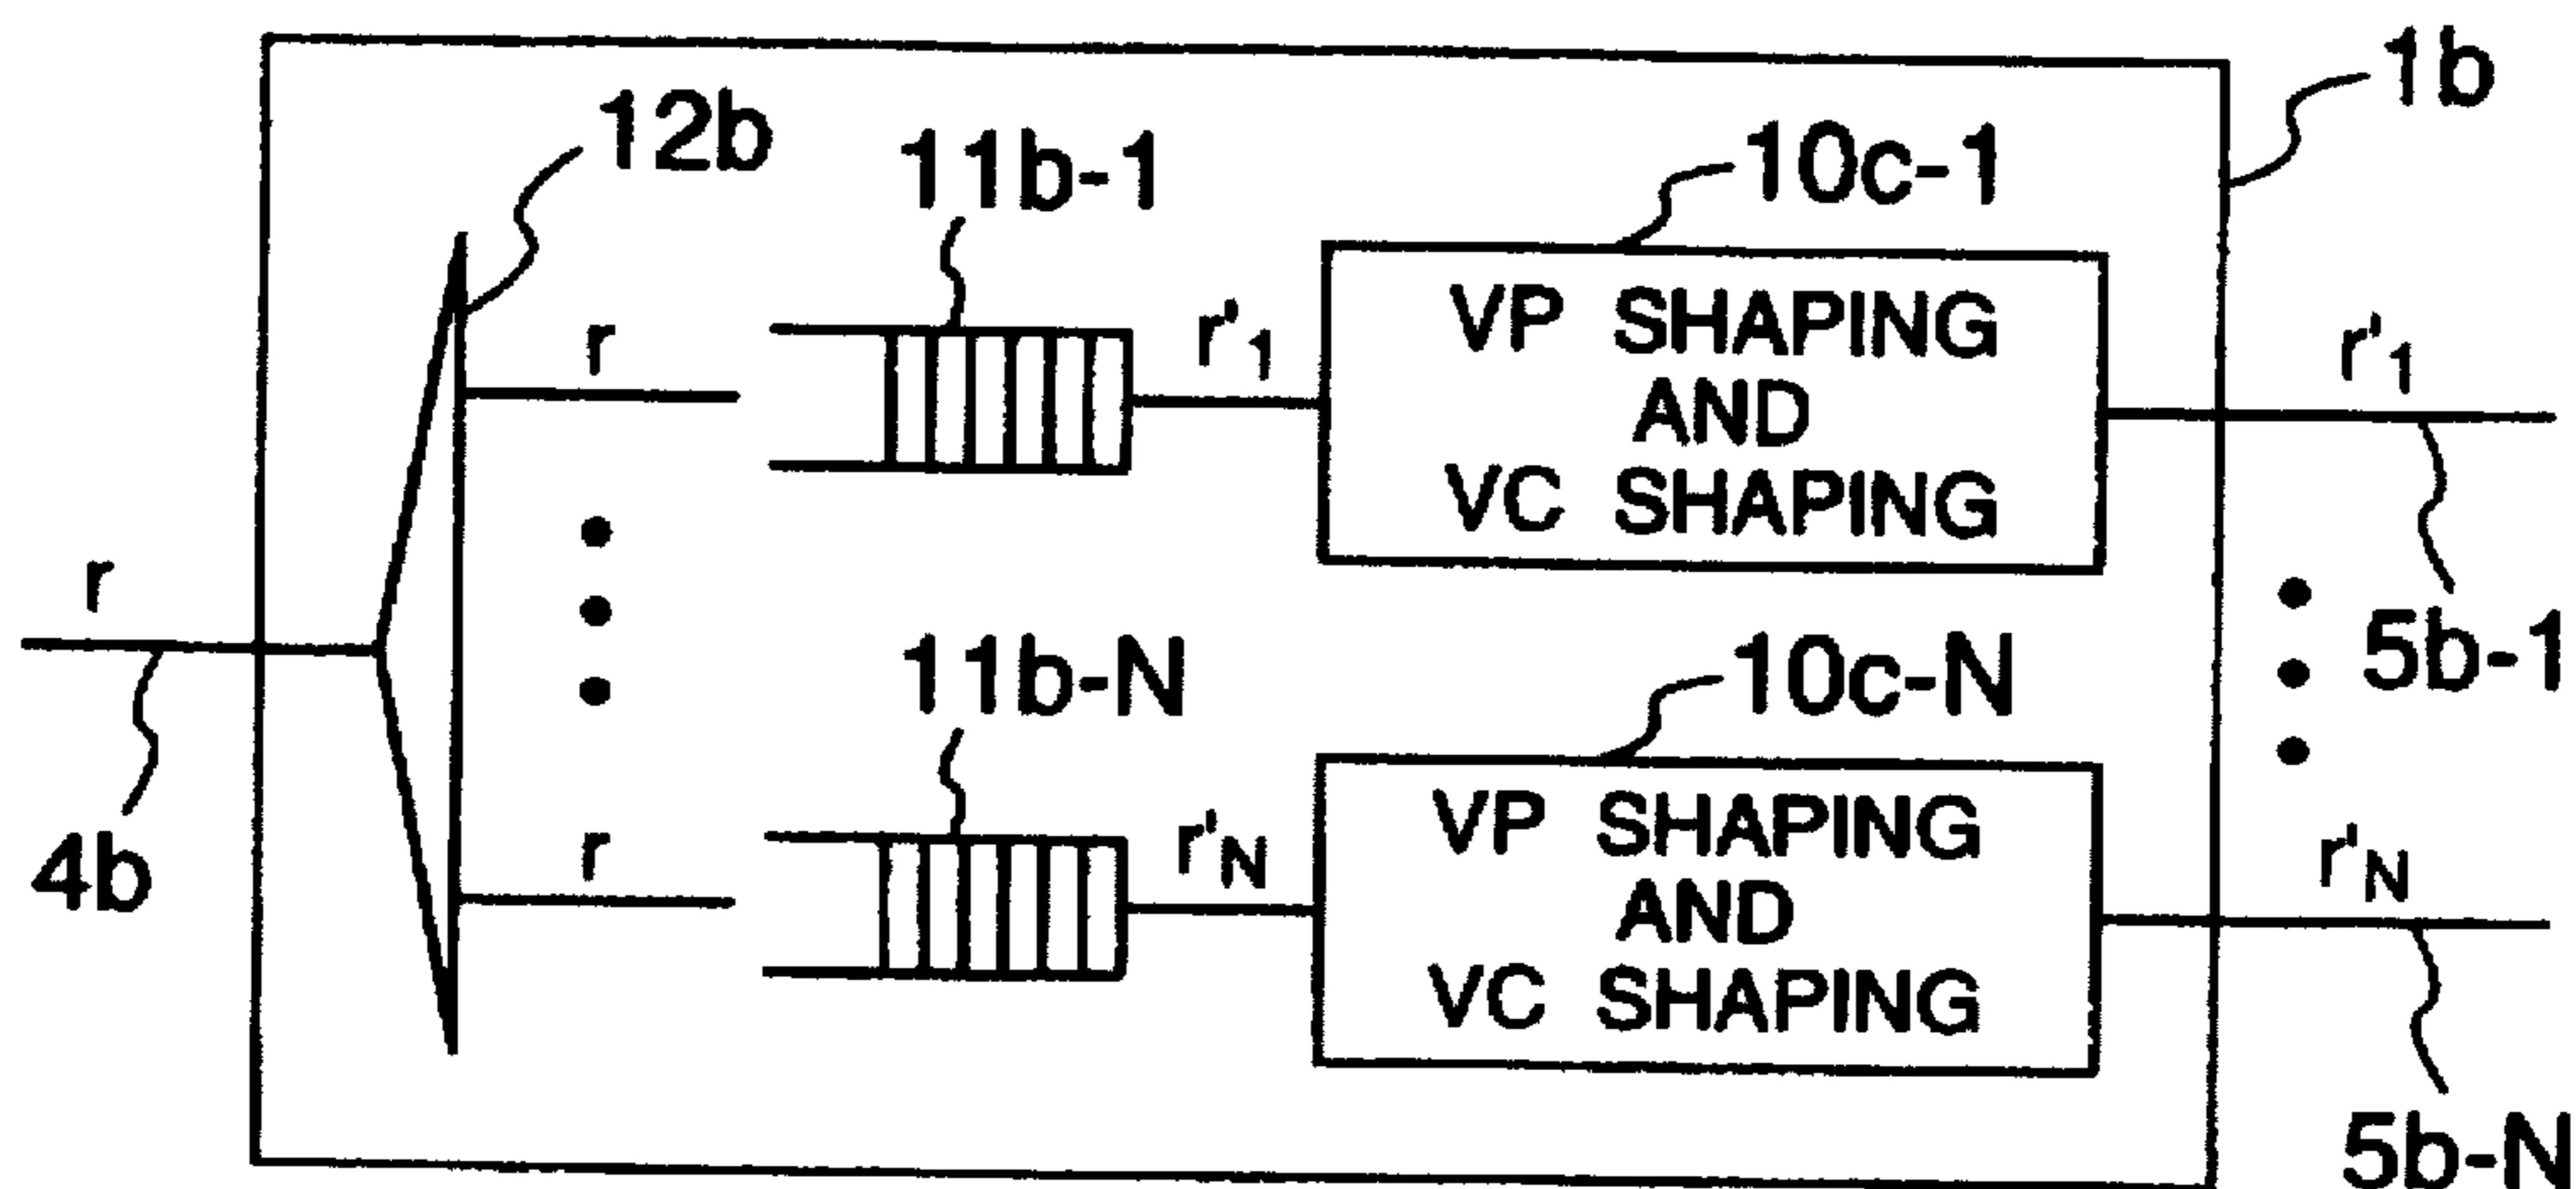 1b
12b
11b-1
10c-1
r
r'1
VP SHAPING
AND
VC SHAPING
r'1
r
4b
5b-1
11b-N
10c-N
r
r'N
VP SHAPING
AND
VC SHAPING
r'N
5b-N